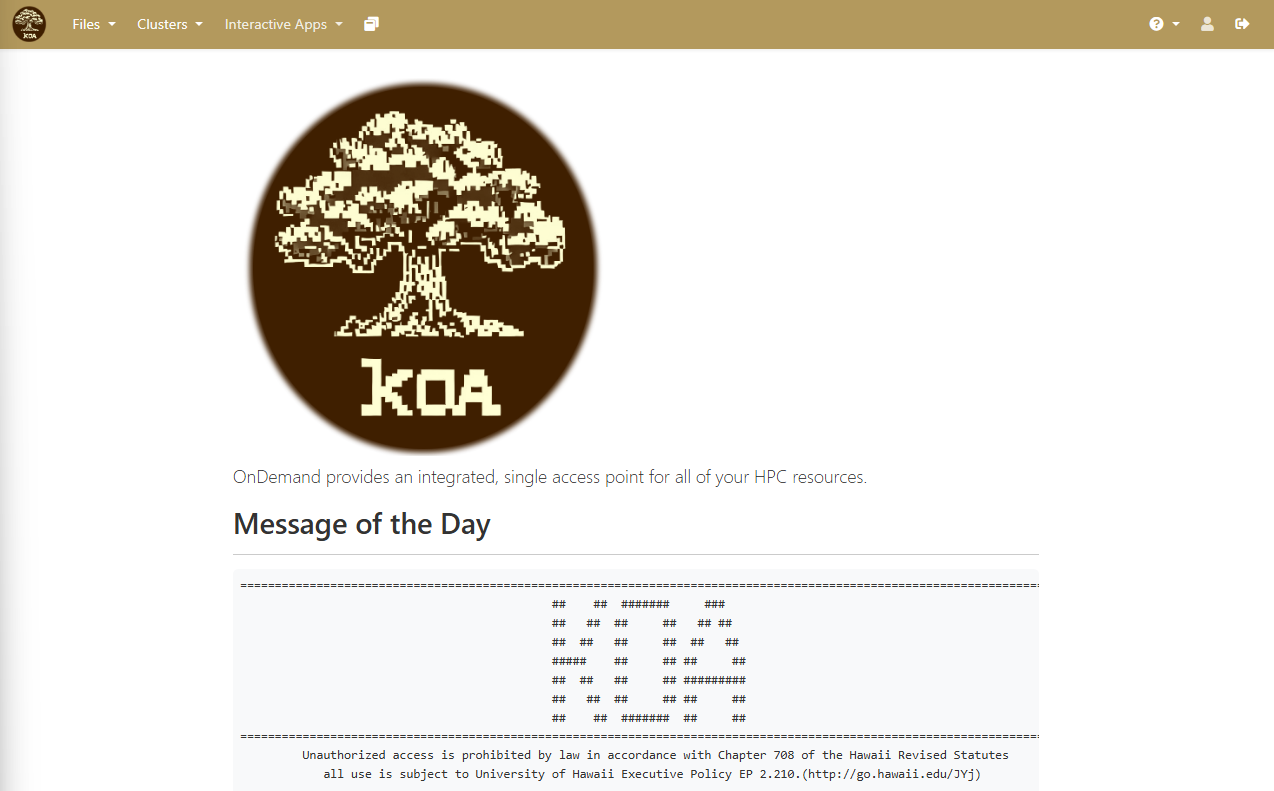 KOA
Files Clusters Interactive Apps
KOA
OnDemand provides an integrated, single access point for all of your HPC resources.
Message of the Day
====================================================================================================================
##    ##  #######     ###
##   ##  ##     ##   ## ##
##  ##   ##     ##  ##   ##
#####    ##     ## ##     ##
##  ##   ##     ## #########
##   ##  ##     ## ##     ##
##    ##  #######  ##     ##
====================================================================================================================
Unauthorized access is prohibited by law in accordance with Chapter 708 of the Hawaii Revised Statutes
all use is subject to University of Hawaii Executive Policy EP 2.210.(http://go.hawaii.edu/JYj)